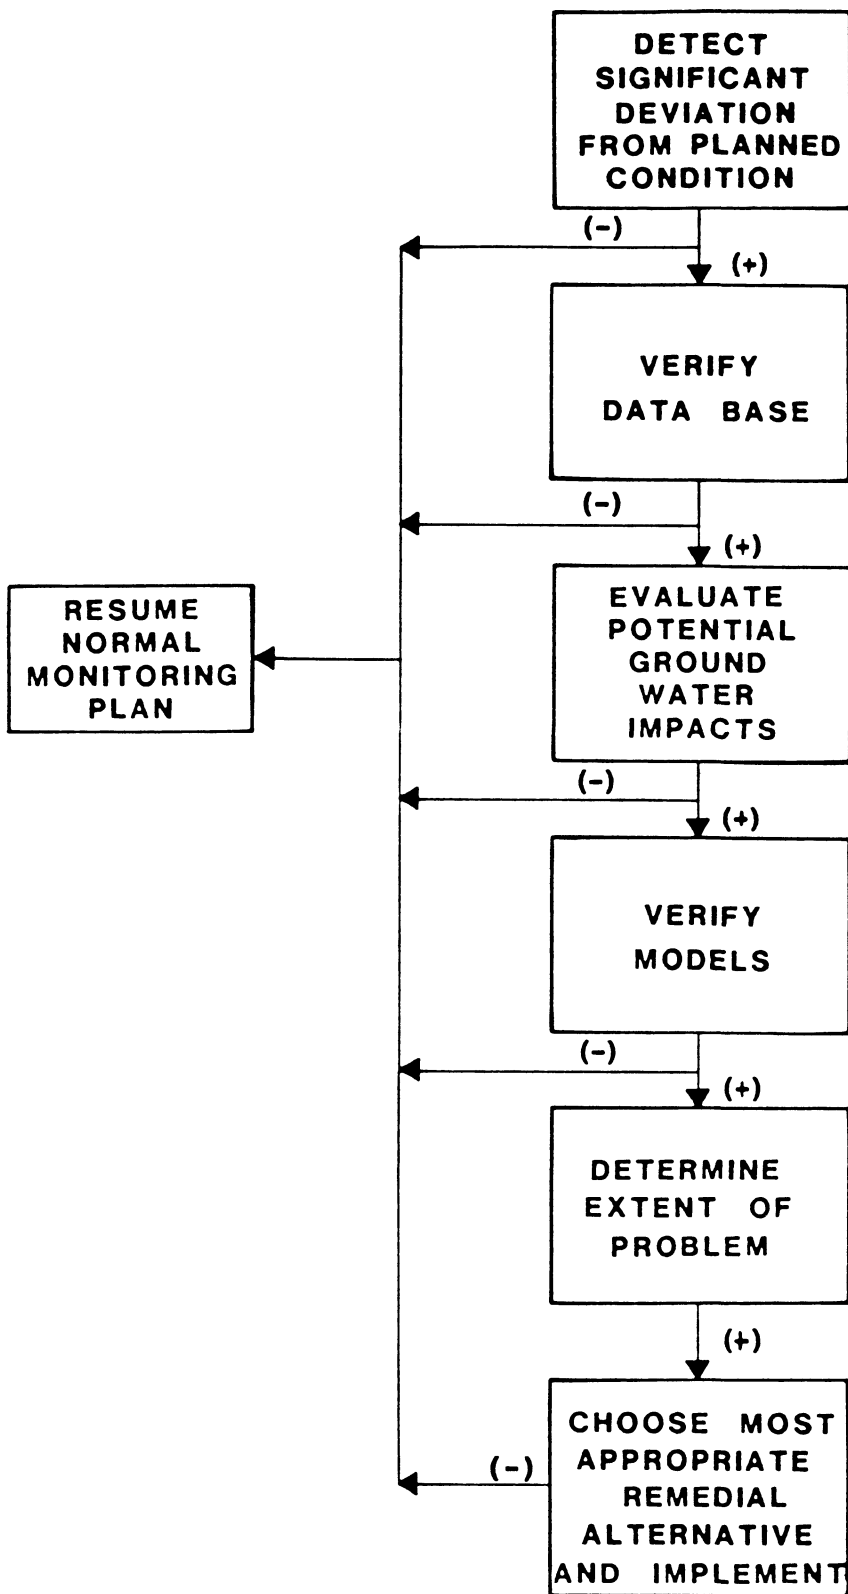 DETECT
SIGNIFICANT
DEVIATION
FROM PLANNED
CONDITION
(-)
(+)
VERIFY
DATA BASE
(-)
(+)
RESUME
NORMAL
MONITORING
PLAN
EVALUATE
POTENTIAL
GROUND
WATER
IMPACTS
(-)
(+)
VERIFY
MODELS
(-)
(+)
DETERMINE
EXTENT OF
PROBLEM
(+)
CHOOSE MOST
APPROPRIATE
REMEDIAL
ALTERNATIVE
AND IMPLEMENT
(-)